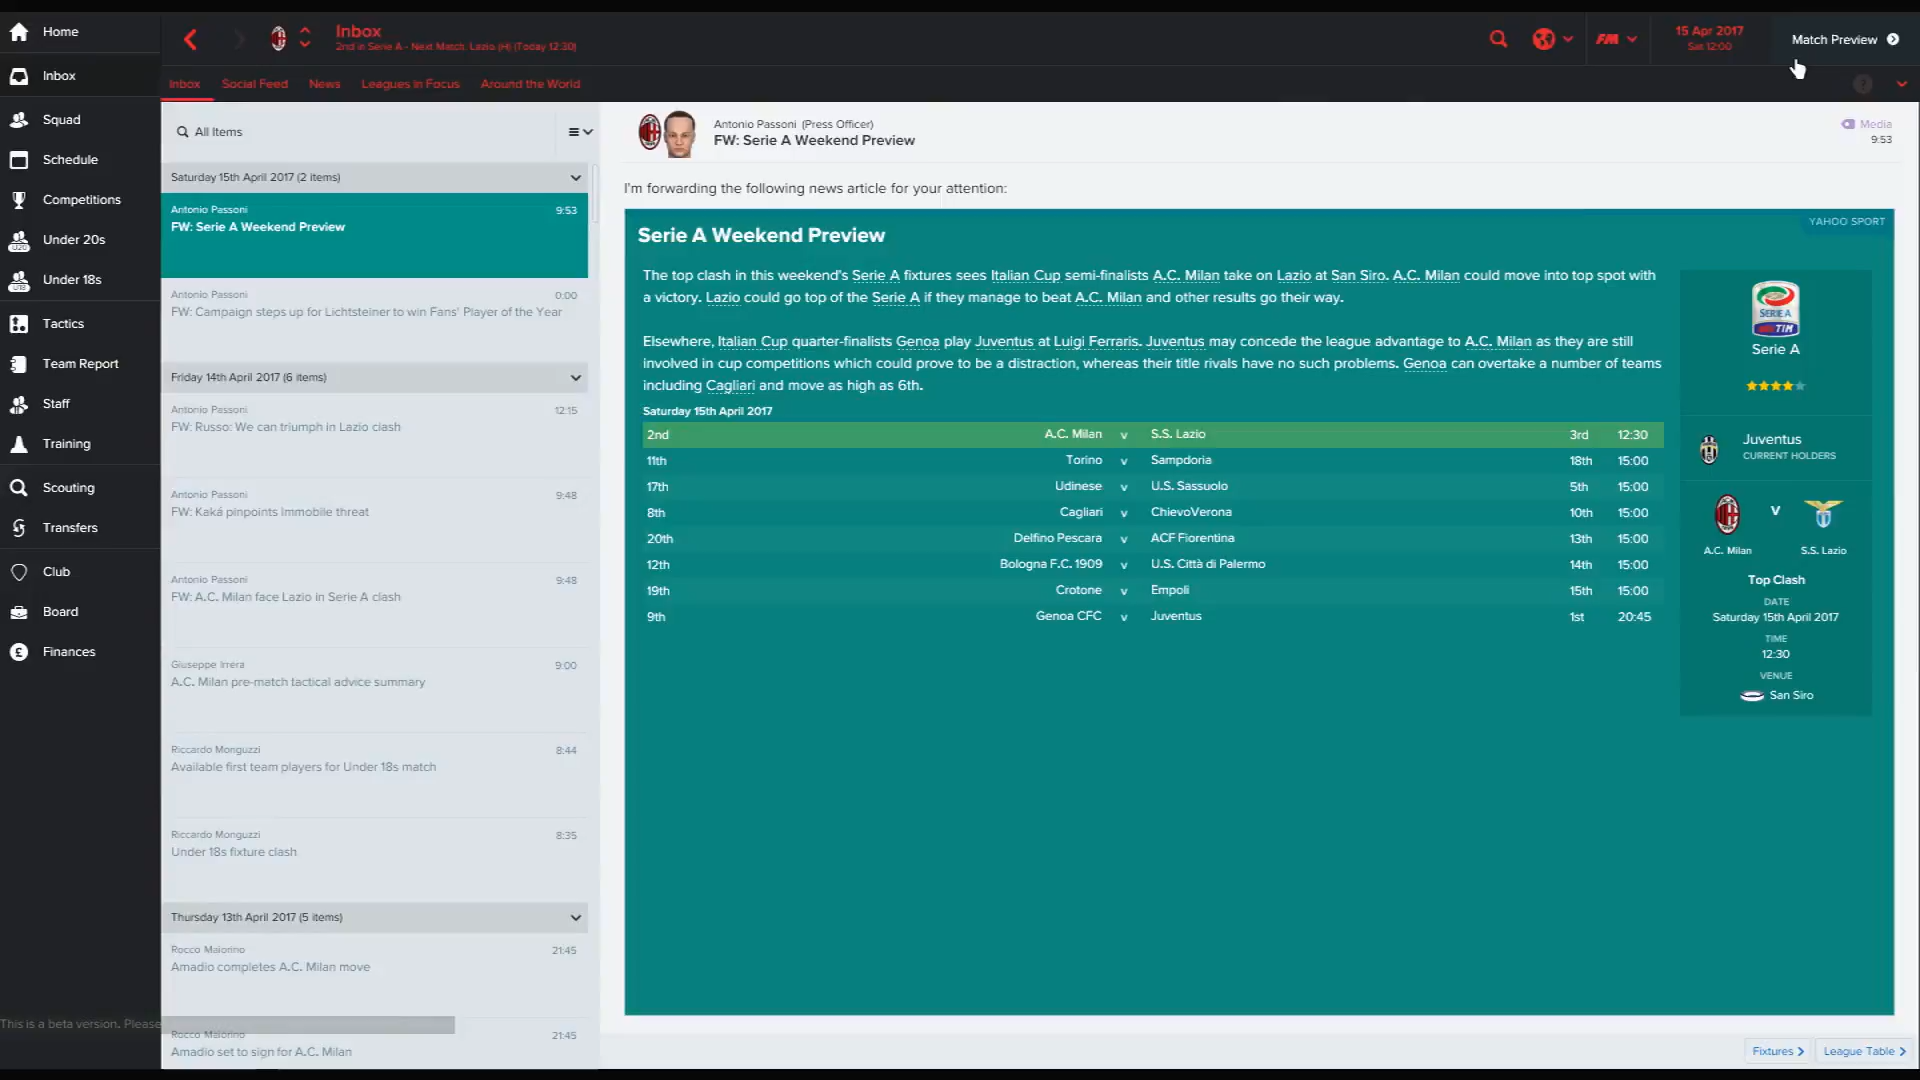 Home
Inbox
Squad
Schedule
Competitions
Under 20s
Under 18s
Tactics
Team Report
Staff
Training
Scouting
Transfers
Club
Board
Finances
This is a beta version. Please
Inbox
2nd in Serie A - Next Match: Lazio (H) (Today 12:30)
FM
15 Apr 2017
Sat 12:00
Match Preview
Inbox Social Feed News Leagues in Focus Around the World
All Items
Saturday 15th April 2017 (2 items)
Antonio Passoni 9:53
FW: Serie A Weekend Preview
Antonio Passoni 0:00
FW: Campaign steps up for Lichtsteiner to win Fans' Player of the Year
Friday 14th April 2017 (6 items)
Antonio Passoni 12:15
FW: Russo: We can triumph in Lazio clash
Antonio Passoni 9:48
FW: Kaká pinpoints Immobile threat
Antonio Passoni 9:48
FW: A.C. Milan face Lazio in Serie A clash
Giuseppe Irrera 9:00
A.C. Milan pre-match tactical advice summary
Riccardo Monguzzi 8:44
Available first team players for Under 18s match
Riccardo Monguzzi 8:35
Under 18s fixture clash
Thursday 13th April 2017 (5 items)
Rocco Maiorino 21:45
Amadio completes A.C. Milan move
Rocco Maiorino 21:45
Amadio set to sign for A.C. Milan
Antonio Passoni (Press Officer)
FW: Serie A Weekend Preview
Media
9:53
I'm forwarding the following news article for your attention:
YAHOO SPORT
Serie A Weekend Preview
The top clash in this weekend's Serie A fixtures sees Italian Cup semi-finalists A.C. Milan take on Lazio at San Siro. A.C. Milan could move into top spot with
a victory. Lazio could go top of the Serie A if they manage to beat A.C. Milan and other results go their way.
Elsewhere, Italian Cup quarter-finalists Genoa play Juventus at Luigi Ferraris. Juventus may concede the league advantage to A.C. Milan as they are still
involved in cup competitions which could prove to be a distraction, whereas their title rivals have no such problems. Genoa can overtake a number of teams
including Cagliari and move as high as 6th.
Saturday 15th April 2017
2nd A.C. Milan v S.S. Lazio 3rd 12:30
11th Torino v Sampdoria 18th 15:00
17th Udinese v U.S. Sassuolo 5th 15:00
8th Cagliari v ChievoVerona 10th 15:00
20th Delfino Pescara v ACF Fiorentina 13th 15:00
12th Bologna F.C. 1909 v U.S. Città di Palermo 14th 15:00
19th Crotone v Empoli 15th 15:00
9th Genoa CFC v Juventus 1st 20:45
SERIE A
TIM
Serie A
Juventus
CURRENT HOLDERS
V
A.C. Milan S.S. Lazio
Top Clash
DATE
Saturday 15th April 2017
TIME
12:30
VENUE
San Siro
Fixtures
League Table